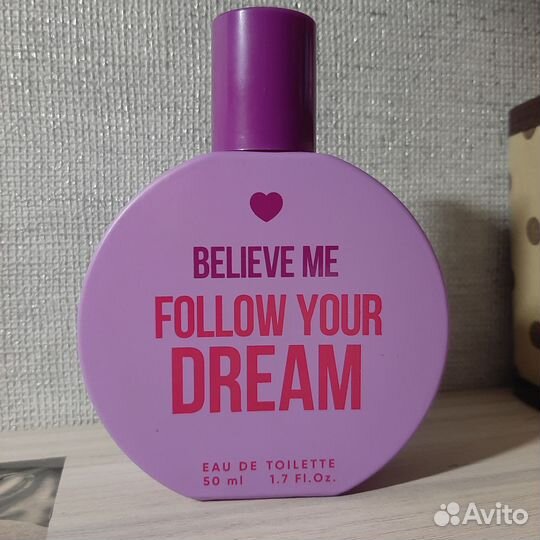 BELIEVE ME
FOLLOW YOUR
DREAM
EAU DE TOILETTE
50 ml 1.7 Fl.Oz.
Avito